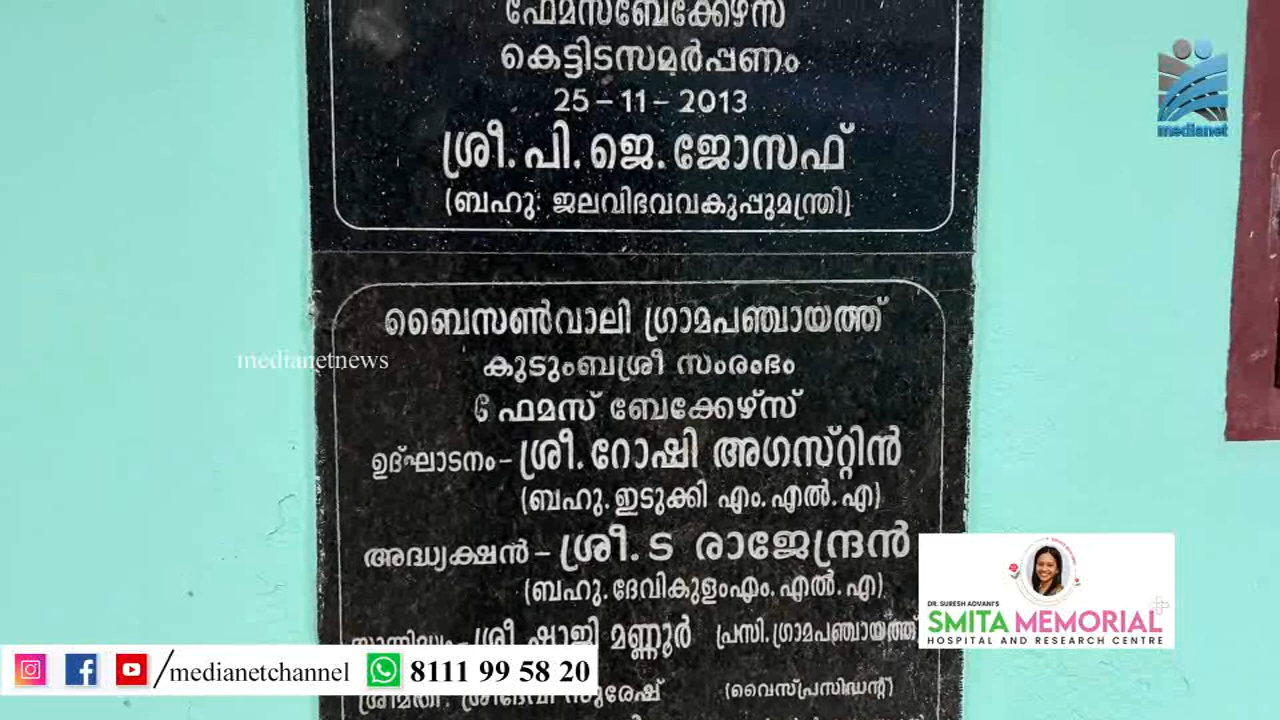 ഫേമസ്ബേക്കേഴ്സ്
കെട്ടിടസമർപ്പണം
25-11-2013
ശ്രീ. പി. ജെ. ജോസഫ്
(ബഹു: ജലവിഭവവകുപ്പുമന്ത്രി)
medianet
ബൈസൺവാലി ഗ്രാമപഞ്ചായത്ത്
medianetnews
കുടുംബശ്രീ സംരംഭം
ഫേമസ് ബേക്കേഴ്സ്
ഉദ്ഘാടനം - ശ്രീ. റോഷി അഗസ്റ്റിൻ
(ബഹു. ഇടുക്കി എം. എൽ. എ)
അദ്ധ്യക്ഷൻ - ശ്രീ. ട രാജേന്ദ്രൻ
(ബഹു. ദേവികുളംഎം. എൽ. എ)
സാന്നിദ്ധ്യം - ശ്രീ ഷാജി മണ്ണൂർ പ്രസി. ഗ്രാമപഞ്ചായത്ത്
ശ്രീമതി. ശ്രീദേവി സുരേഷ് (വൈസ്പ്രസിഡന്റ്)
DR. SURESH ADVANI'S
SMITA MEMORIAL
HOSPITAL AND RESEARCH CENTRE
/medianetchannel 8111 99 58 20